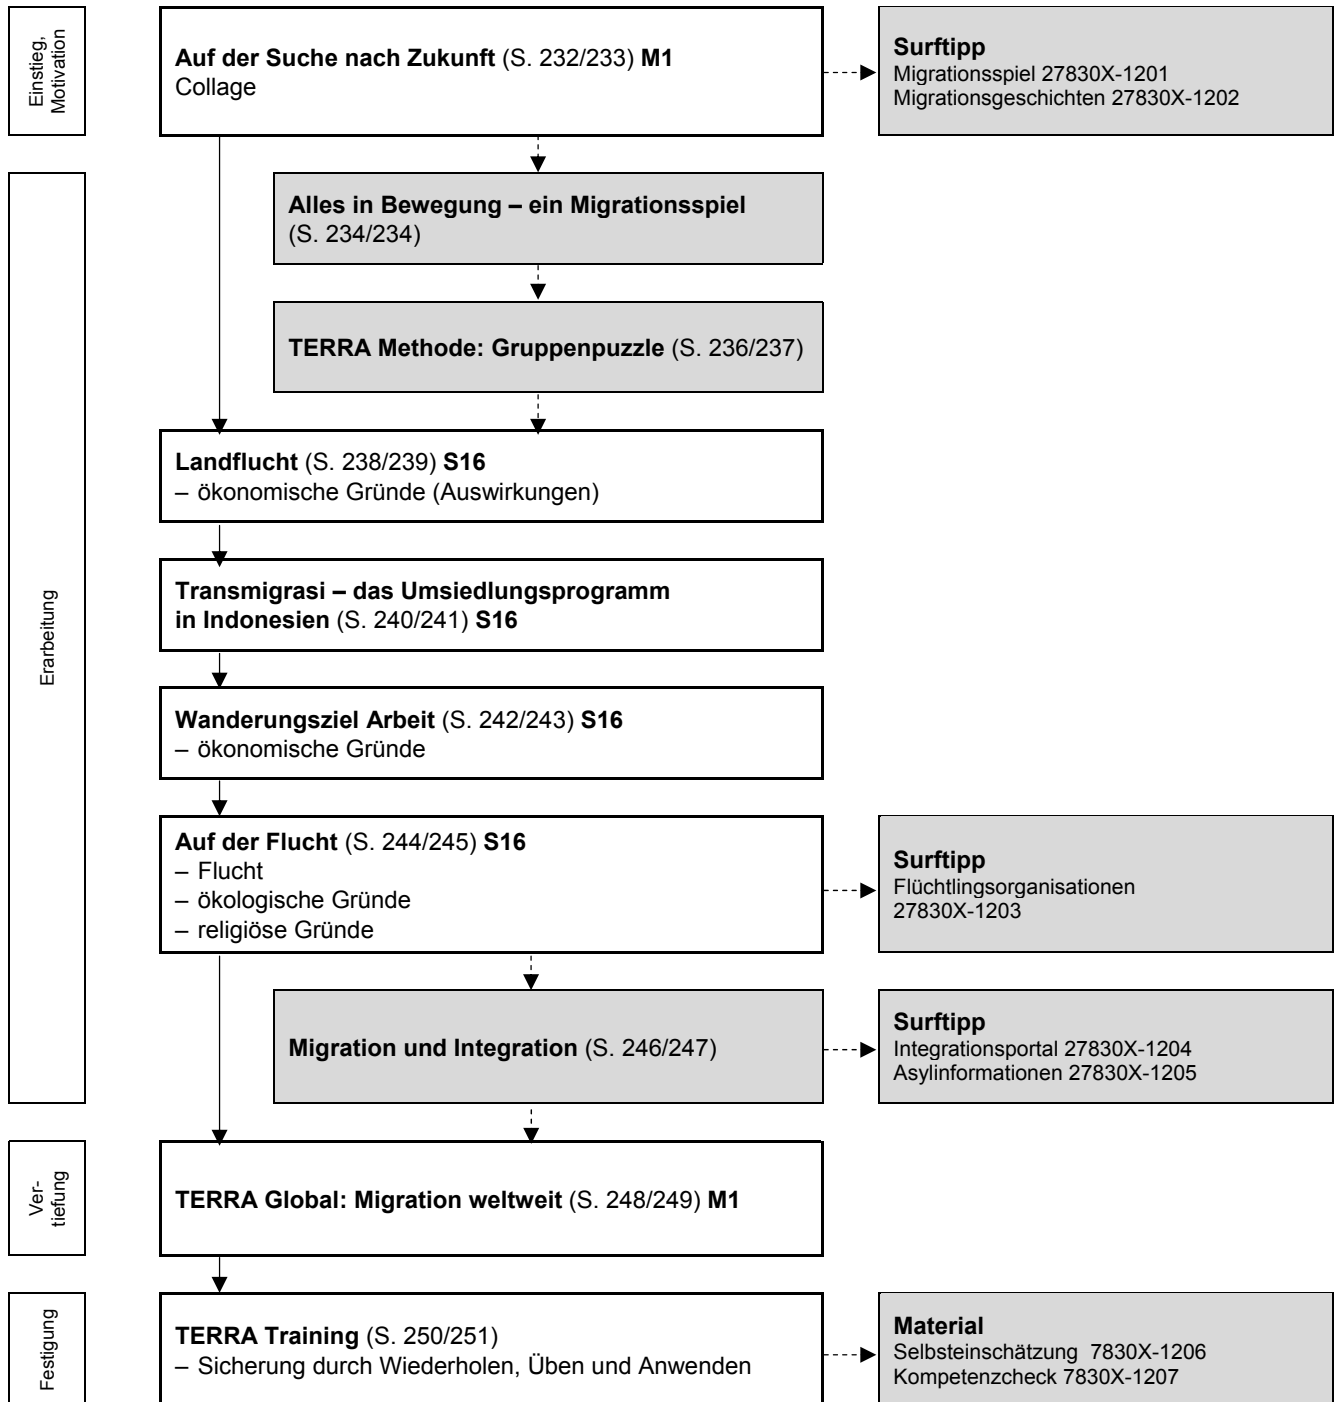 Einstieg,
Motivation
Auf der Suche nach Zukunft (S. 232/233) M1
Collage
Surftipp
Migrationsspiel 27830X-1201
Migrationsgeschichten 27830X-1202
Erarbeitung
Alles in Bewegung – ein Migrationsspiel
(S. 234/234)
TERRA Methode: Gruppenpuzzle (S. 236/237)
Landflucht (S. 238/239) S16
– ökonomische Gründe (Auswirkungen)
Transmigrasi – das Umsiedlungsprogramm
in Indonesien (S. 240/241) S16
Wanderungsziel Arbeit (S. 242/243) S16
– ökonomische Gründe
Auf der Flucht (S. 244/245) S16
– Flucht
– ökologische Gründe
– religiöse Gründe
Surftipp
Flüchtlingsorganisationen
27830X-1203
Migration und Integration (S. 246/247)
Surftipp
Integrationsportal 27830X-1204
Asylinformationen 27830X-1205
Ver-
tiefung
TERRA Global: Migration weltweit (S. 248/249) M1
Festigung
TERRA Training (S. 250/251)
– Sicherung durch Wiederholen, Üben und Anwenden
Material
Selbsteinschätzung 7830X-1206
Kompetenzcheck 7830X-1207